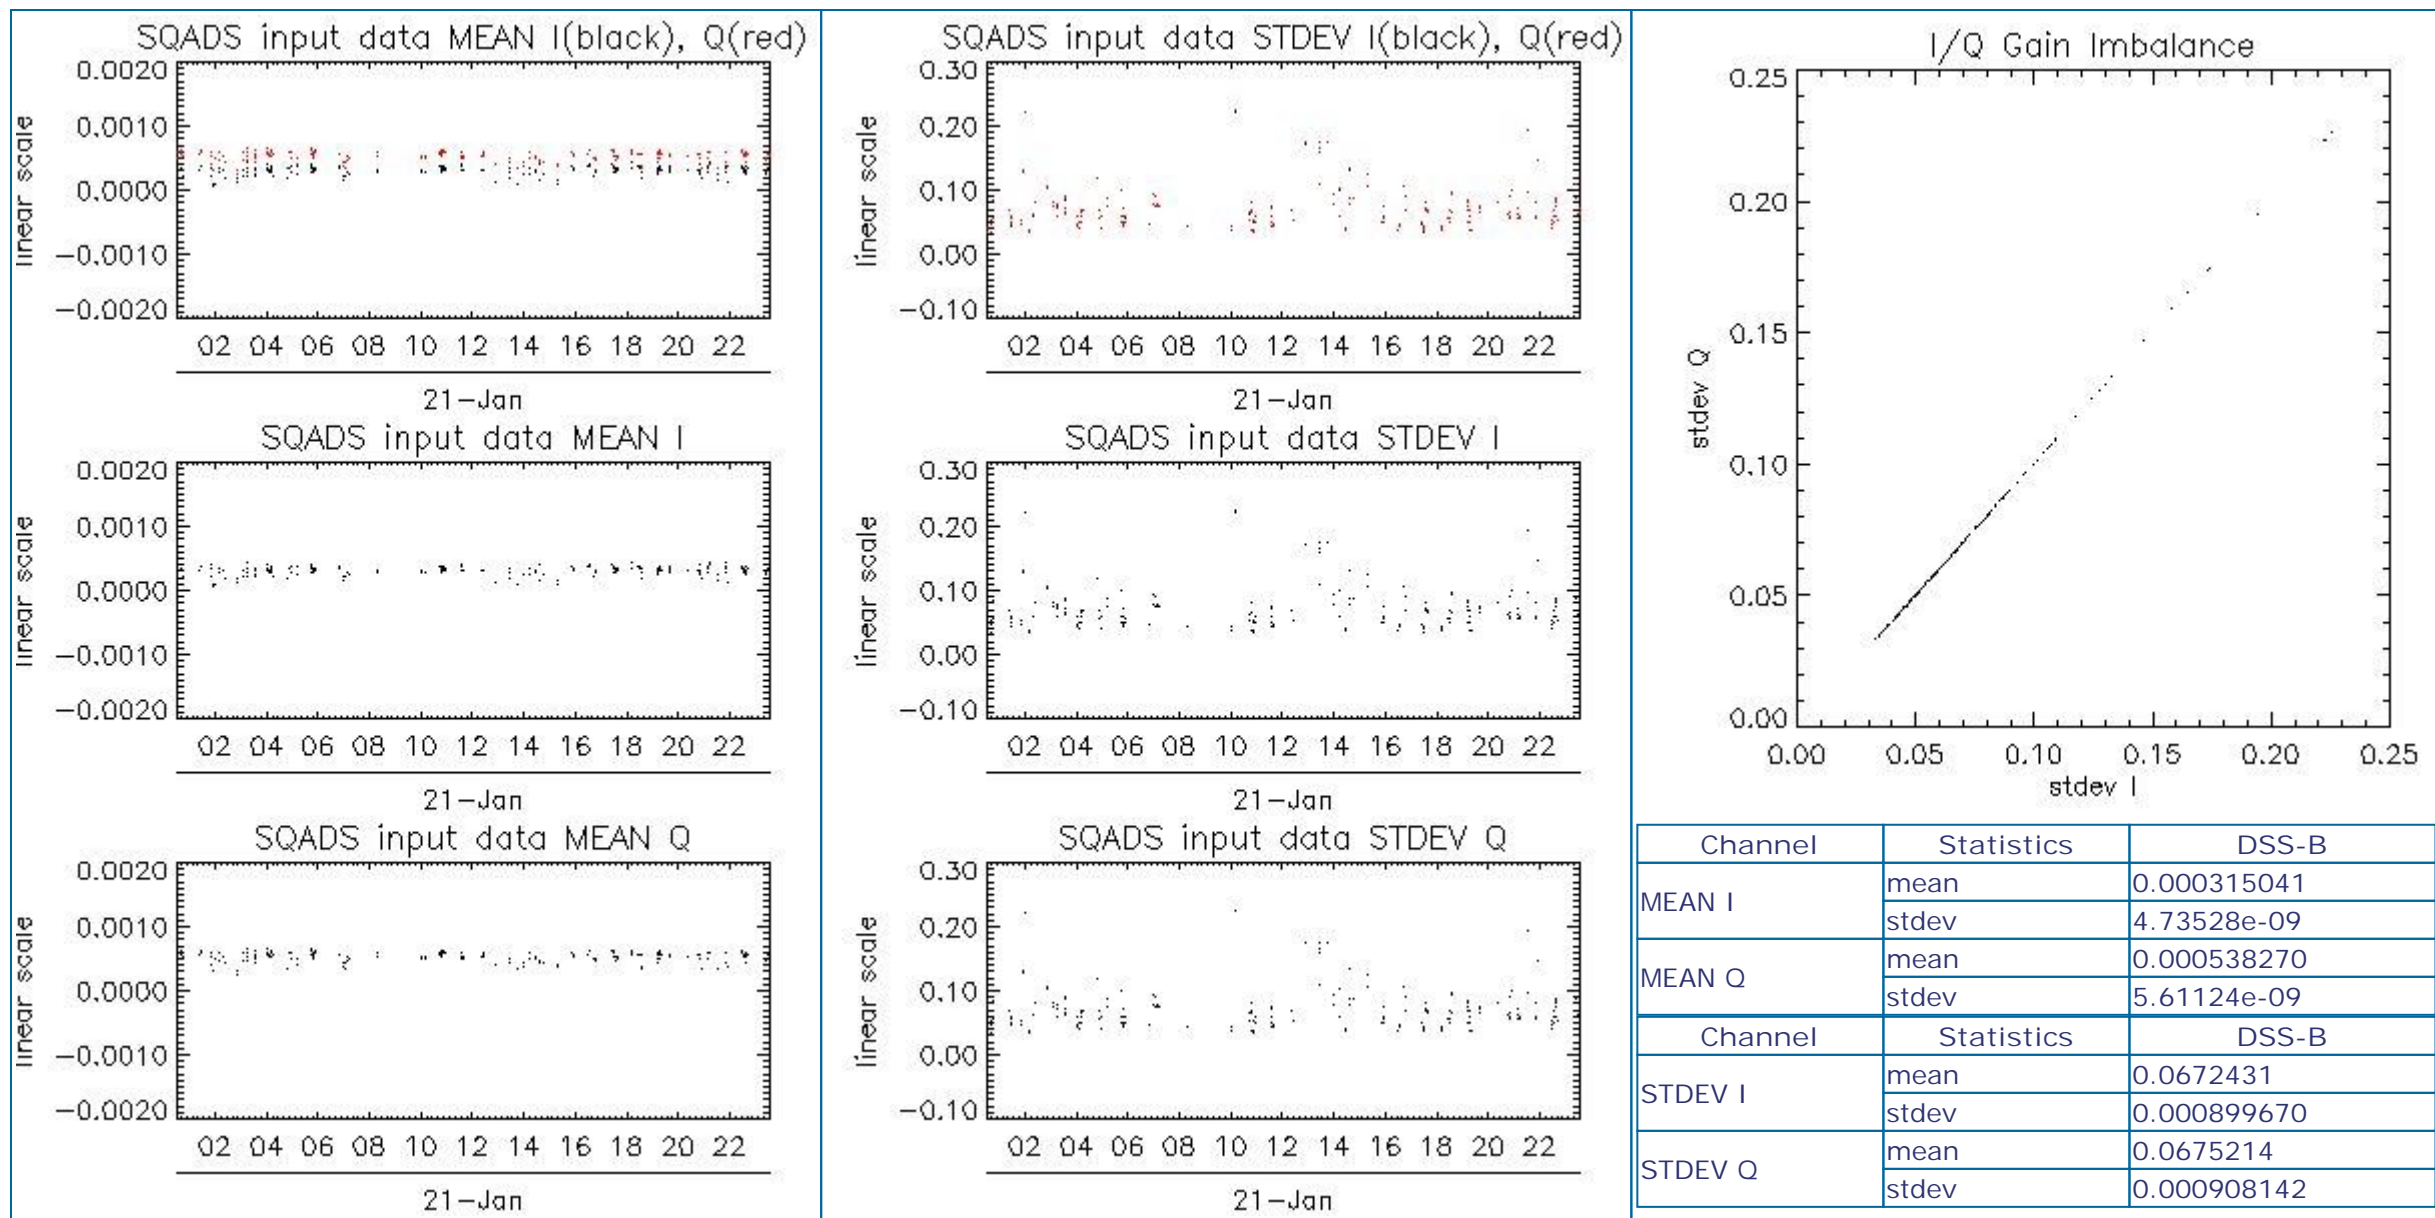 SQADS input data MEAN I(black), Q(red)
linear scale
0.0020
0.0010
0.0000
-0.0010
-0.0020
02 04 06 08 10 12 14 16 18 20 22
21-Jan
SQADS input data MEAN I
linear scale
0.0020
0.0010
0.0000
-0.0010
-0.0020
02 04 06 08 10 12 14 16 18 20 22
21-Jan
SQADS input data MEAN Q
linear scale
0.0020
0.0010
0.0000
-0.0010
-0.0020
02 04 06 08 10 12 14 16 18 20 22
21-Jan
SQADS input data STDEV I(black), Q(red)
linear scale
0.30
0.20
0.10
0.00
-0.10
02 04 06 08 10 12 14 16 18 20 22
21-Jan
SQADS input data STDEV I
linear scale
0.30
0.20
0.10
0.00
-0.10
02 04 06 08 10 12 14 16 18 20 22
21-Jan
SQADS input data STDEV Q
linear scale
0.30
0.20
0.10
0.00
-0.10
02 04 06 08 10 12 14 16 18 20 22
21-Jan
I/Q Gain Imbalance
stdev Q
0.25
0.20
0.15
0.10
0.05
0.00
0.00 0.05 0.10 0.15 0.20 0.25
stdev I
Channel Statistics DSS-B
MEAN I mean 0.000315041
stdev 4.73528e-09
MEAN Q mean 0.000538270
stdev 5.61124e-09
Channel Statistics DSS-B
STDEV I mean 0.0672431
stdev 0.000899670
STDEV Q mean 0.0675214
stdev 0.000908142